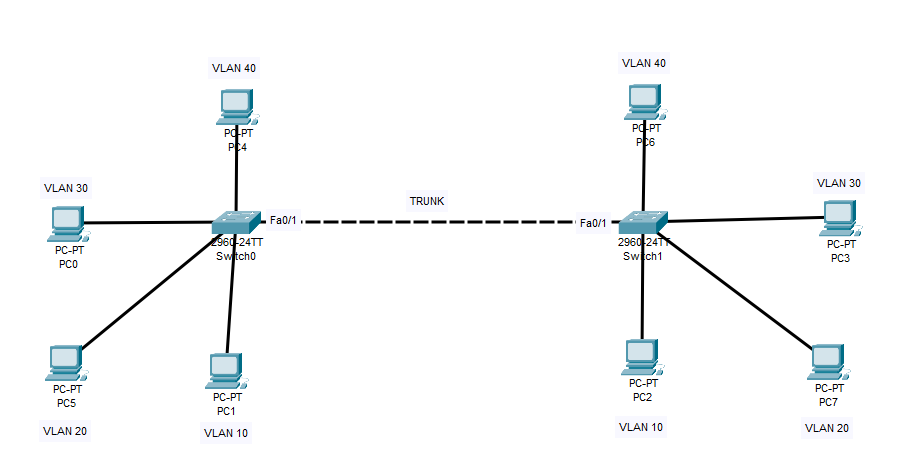 VLAN 40
PC-PT
PC4
VLAN 30
PC-PT
PC0
Fa0/1
2960-24TT
Switch0
PC-PT
PC5
VLAN 20
PC-PT
PC1
VLAN 10
TRUNK
VLAN 40
PC-PT
PC6
VLAN 30
PC-PT
PC3
Fa0/1
2960-24TT
Switch1
PC-PT
PC2
VLAN 10
PC-PT
PC7
VLAN 20